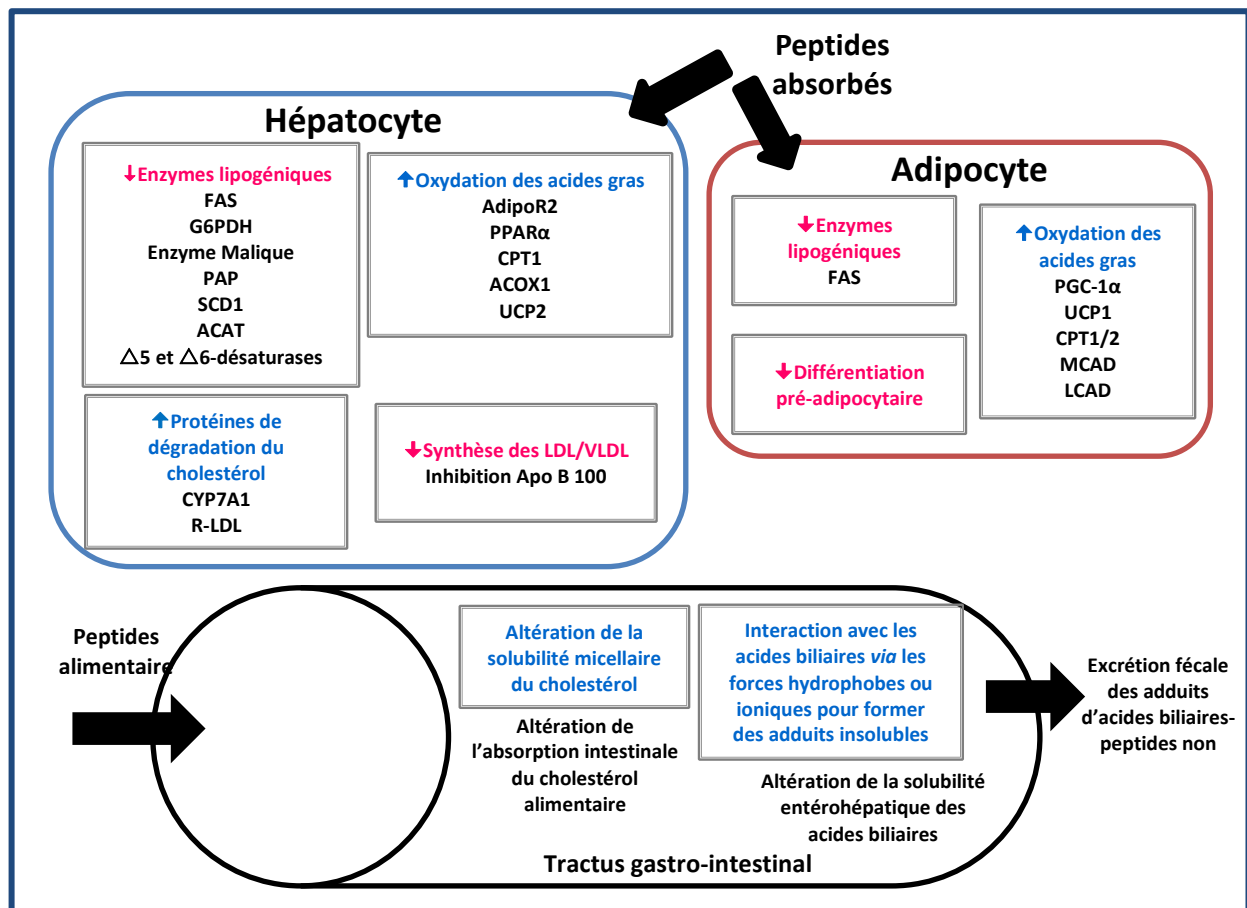 Peptides
absorbés
Hépatocyte
↓Enzymes lipogéniques
FAS
G6PDH
Enzyme Malique
PAP
SCD1
ACAT
△5 et △6-désaturases
↑Oxydation des acides gras
AdipoR2
PPARα
CPT1
ACOX1
UCP2
↑Protéines de
dégradation du
cholestérol
CYP7A1
R-LDL
↓Synthèse des LDL/VLDL
Inhibition Apo B 100
Adipocyte
↓Enzymes
lipogéniques
FAS
↑Oxydation des
acides gras
PGC-1α
UCP1
CPT1/2
MCAD
LCAD
↓Différentiation
pré-adipocytaire
Peptides
alimentaire
Altération de la
solubilité micellaire
du cholestérol
Altération de
l’absorption intestinale
du cholestérol
alimentaire
Interaction avec les
acides biliaires via les
forces hydrophobes ou
ioniques pour former
des adduits insolubles
Altération de la solubilité
entérohépatique des
acides biliaires
Tractus gastro-intestinal
Excrétion fécale
des adduits
d’acides biliaires-
peptides non